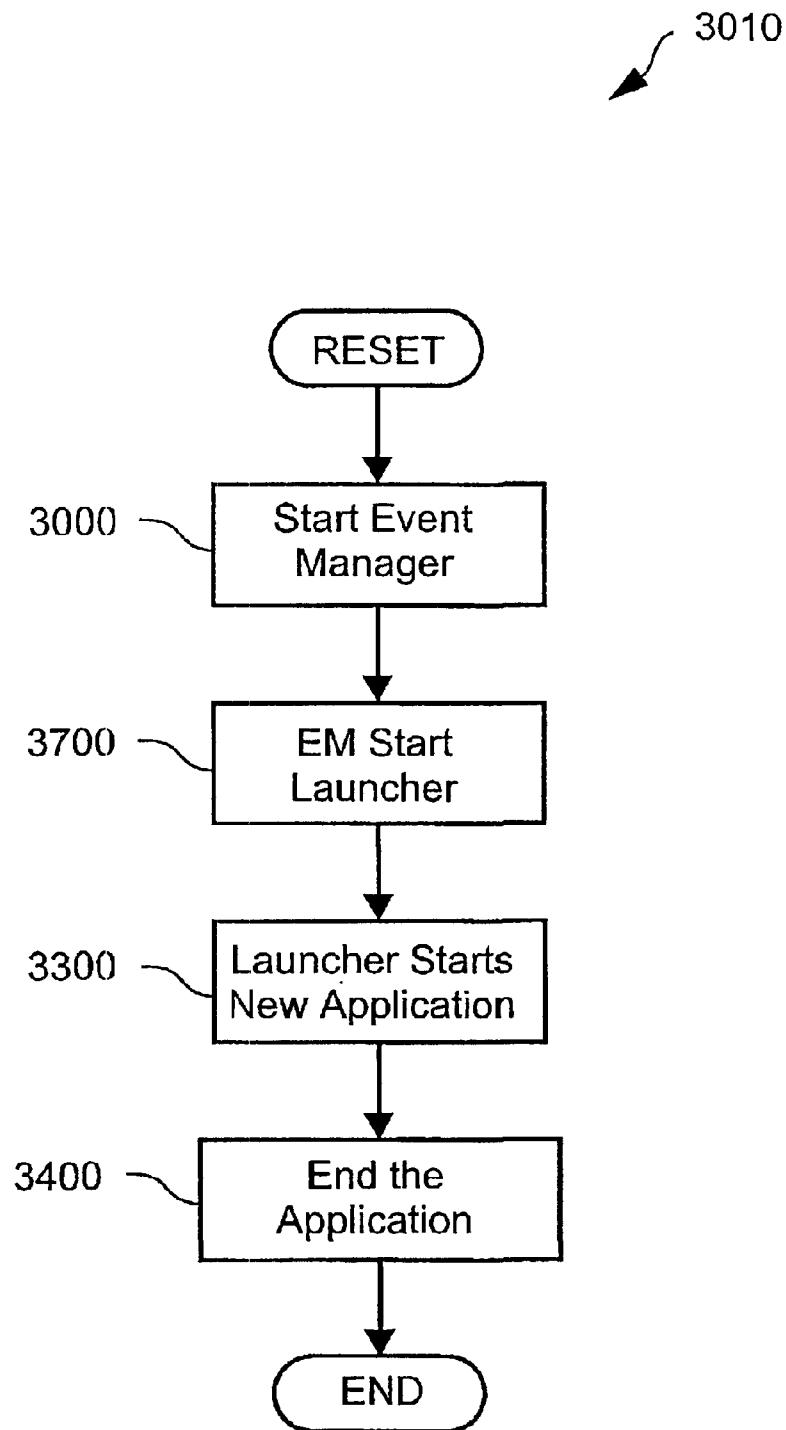 3010
RESET
3000
Start Event
Manager
3700
EM Start
Launcher
3300
Launcher Starts
New Application
3400
End the
Application
END